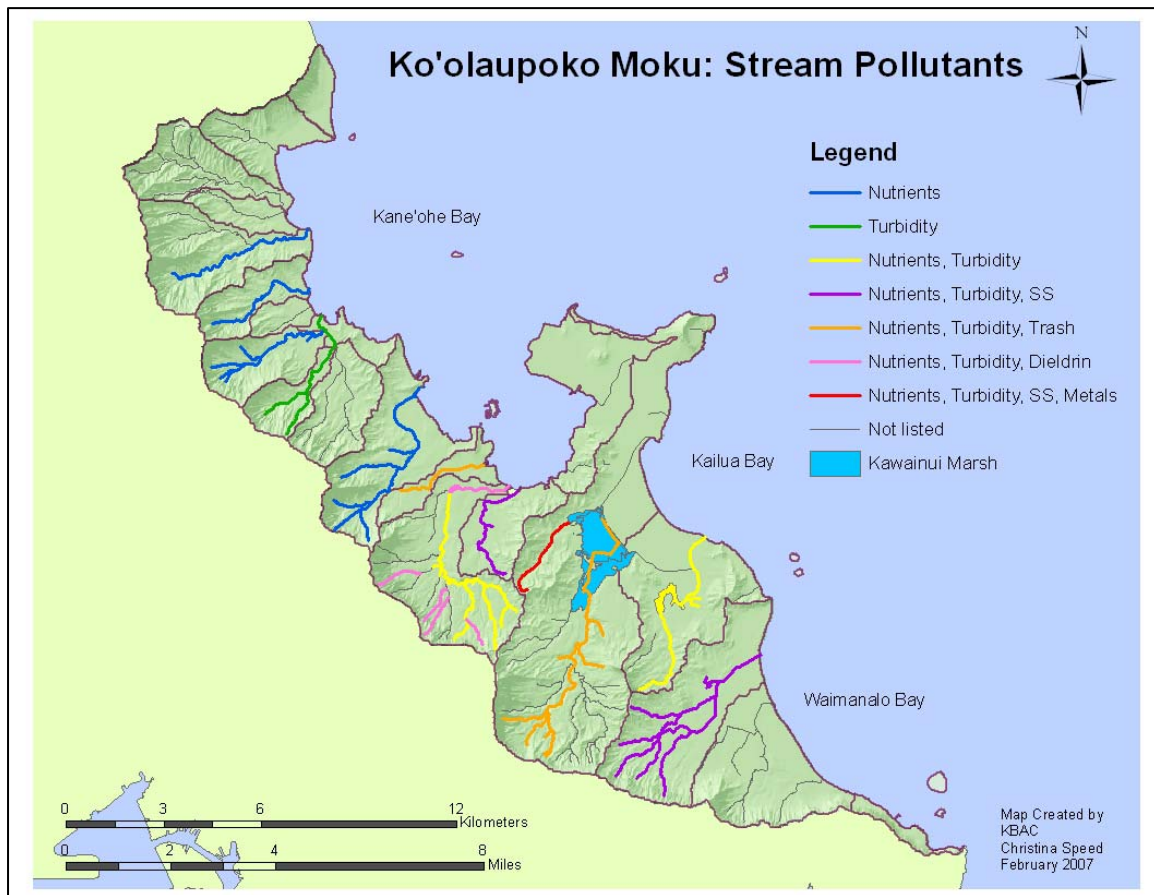 Ko'olaupoko Moku: Stream Pollutants
N
Legend
Nutrients
Turbidity
Nutrients, Turbidity
Nutrients, Turbidity, SS
Nutrients, Turbidity, Trash
Nutrients, Turbidity, Dieldrin
Nutrients, Turbidity, SS, Metals
Not listed
Kawainui Marsh
Kane'ohe Bay
Kailua Bay
Waimanalo Bay
0 3 6 12
Kilometers
0 2 4 8
Miles
Map Created by
KBAC
Christina Speed
February 2007